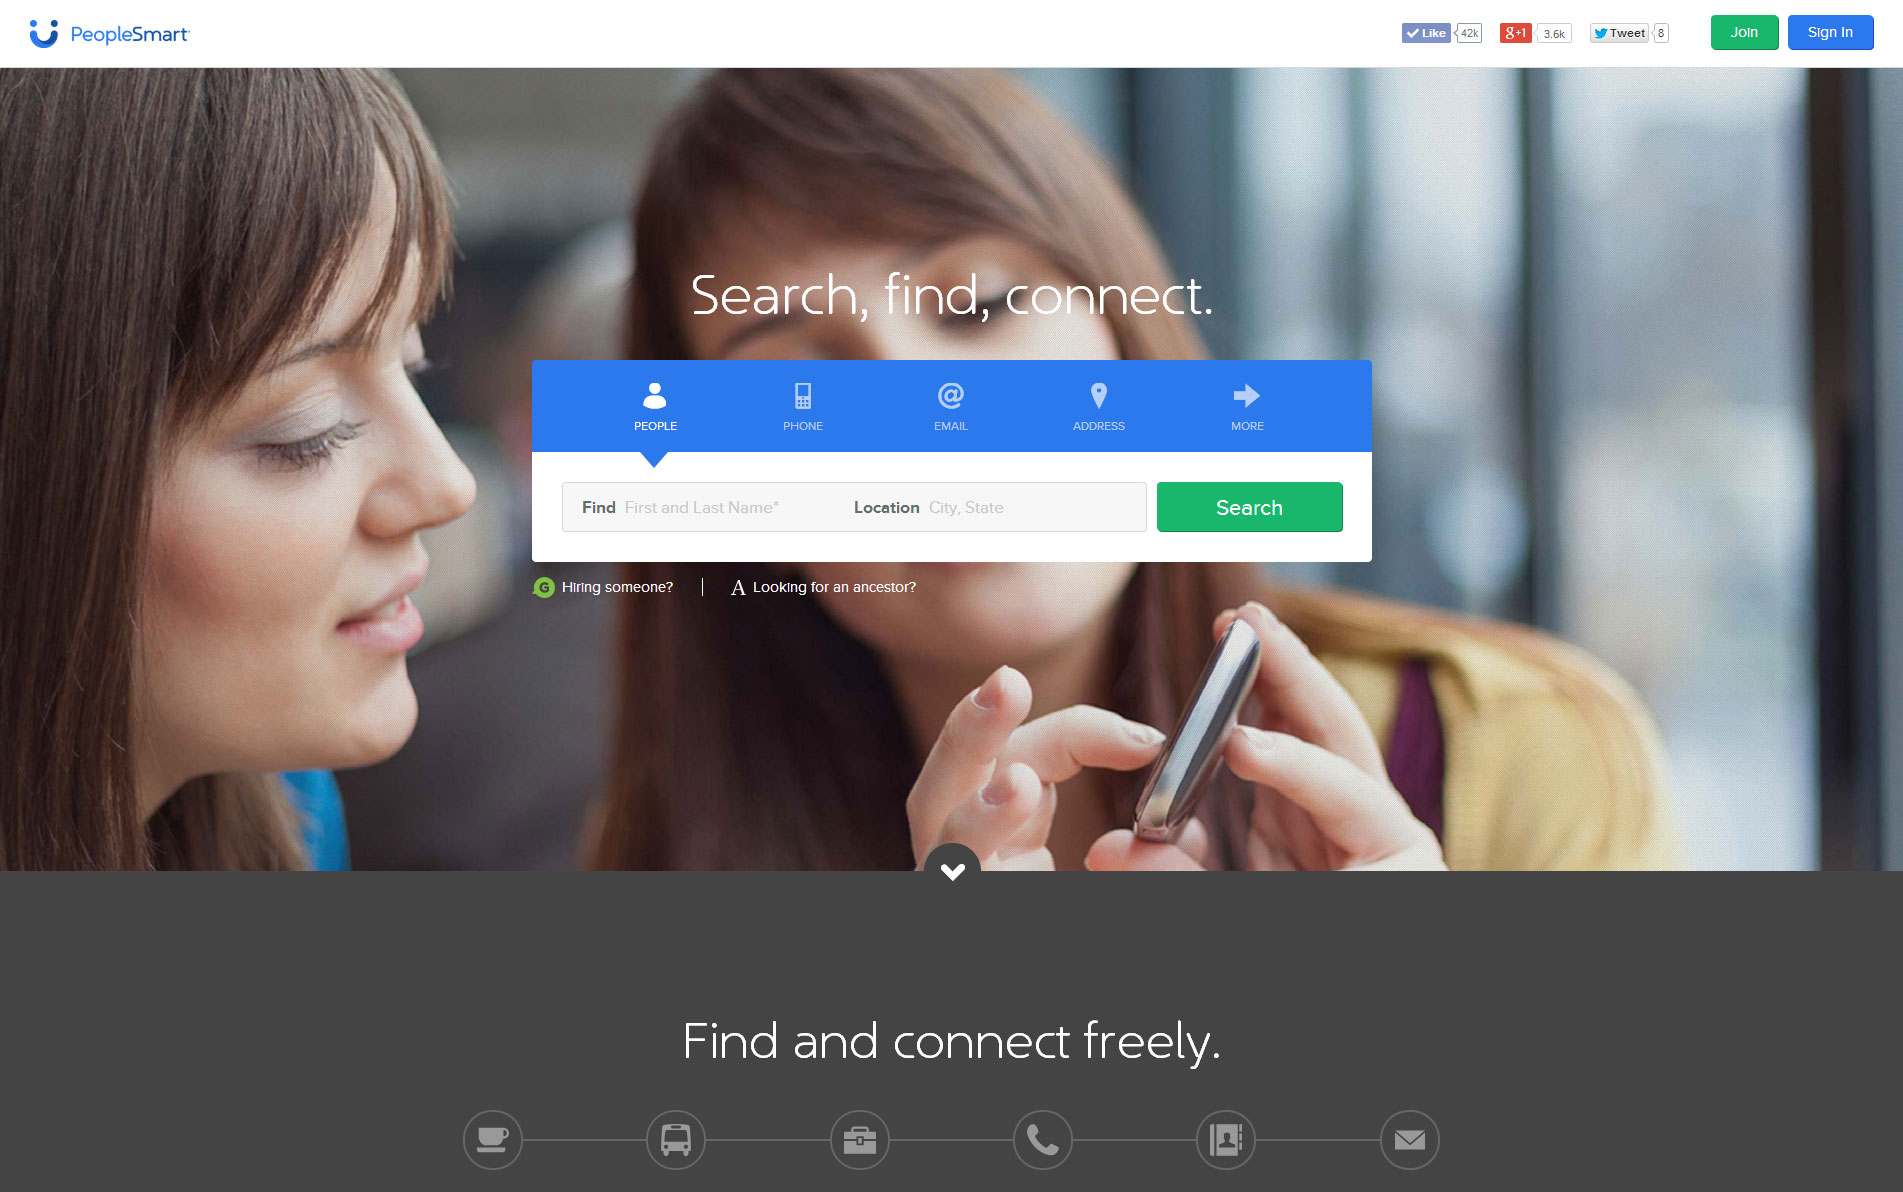 PeopleSmart
Like 42k g+1 3.6k Tweet 8 Join Sign In
Search, find, connect.
PEOPLE PHONE @ EMAIL ADDRESS MORE
Find First and Last Name* Location City, State Search
G Hiring someone? | A Looking for an ancestor?
Find and connect freely.